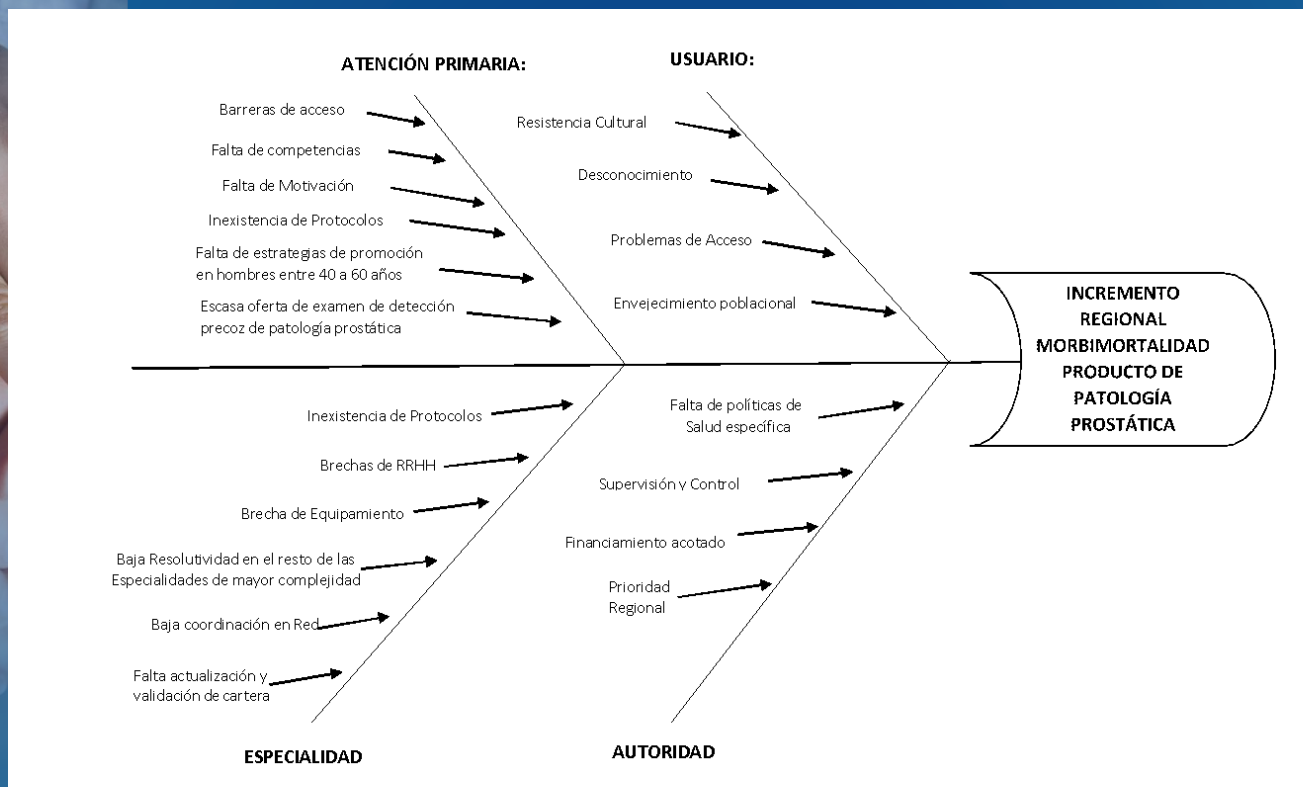 ATENCIÓN PRIMARIA:
Barreras de acceso
Falta de competencias
Falta de Motivación
Inexistencia de Protocolos
Falta de estrategias de promoción
en hombres entre 40 a 60 años
Escasa oferta de examen de detección
precoz de patología prostática
USUARIO:
Resistencia Cultural
Desconocimiento
Problemas de Acceso
Envejecimiento poblacional
INCREMENTO
REGIONAL
MORBIMORTALIDAD
PRODUCTO DE
PATOLOGÍA
PROSTÁTICA
Inexistencia de Protocolos
Brechas de RRHH
Brecha de Equipamiento
Baja Resolutividad en el resto de las
Especialidades de mayor complejidad
Baja coordinación en Red
Falta actualización y
validación de cartera
ESPECIALIDAD
Falta de políticas de
Salud específica
Supervisión y Control
Financiamiento acotado
Prioridad
Regional
AUTORIDAD